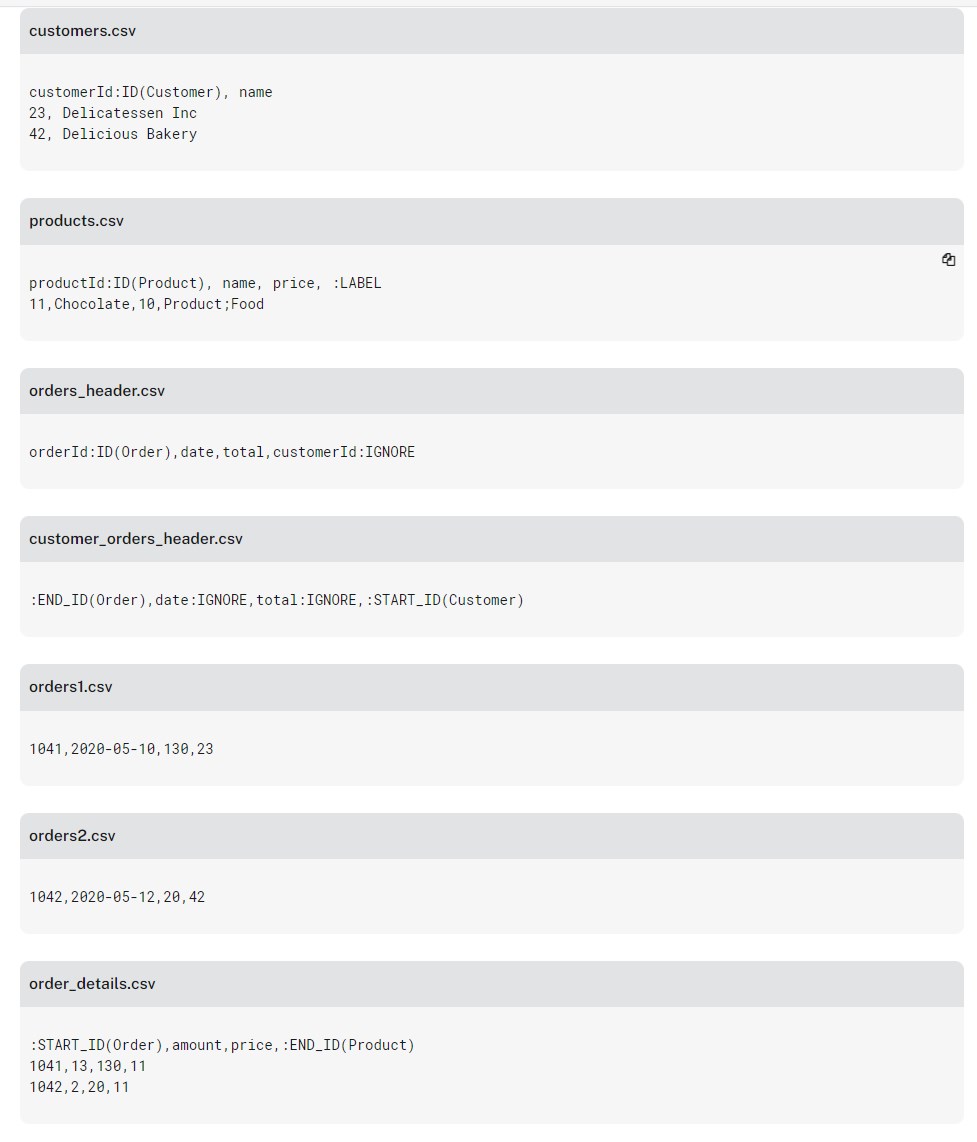 customers.csv
customerId:ID(Customer), name
23, Delicatessen Inc
42, Delicious Bakery
products.csv
productId:ID(Product), name, price, :LABEL
11,Chocolate,10,Product;Food
orders_header.csv
orderId:ID(Order),date,total,customerId:IGNORE
customer_orders_header.csv
:END_ID(Order),date:IGNORE,total:IGNORE,:START_ID(Customer)
orders1.csv
1041,2020-05-10,130,23
orders2.csv
1042,2020-05-12,20,42
order_details.csv
:START_ID(Order),amount,price,:END_ID(Product)
1041,13,130,11
1042,2,20,11